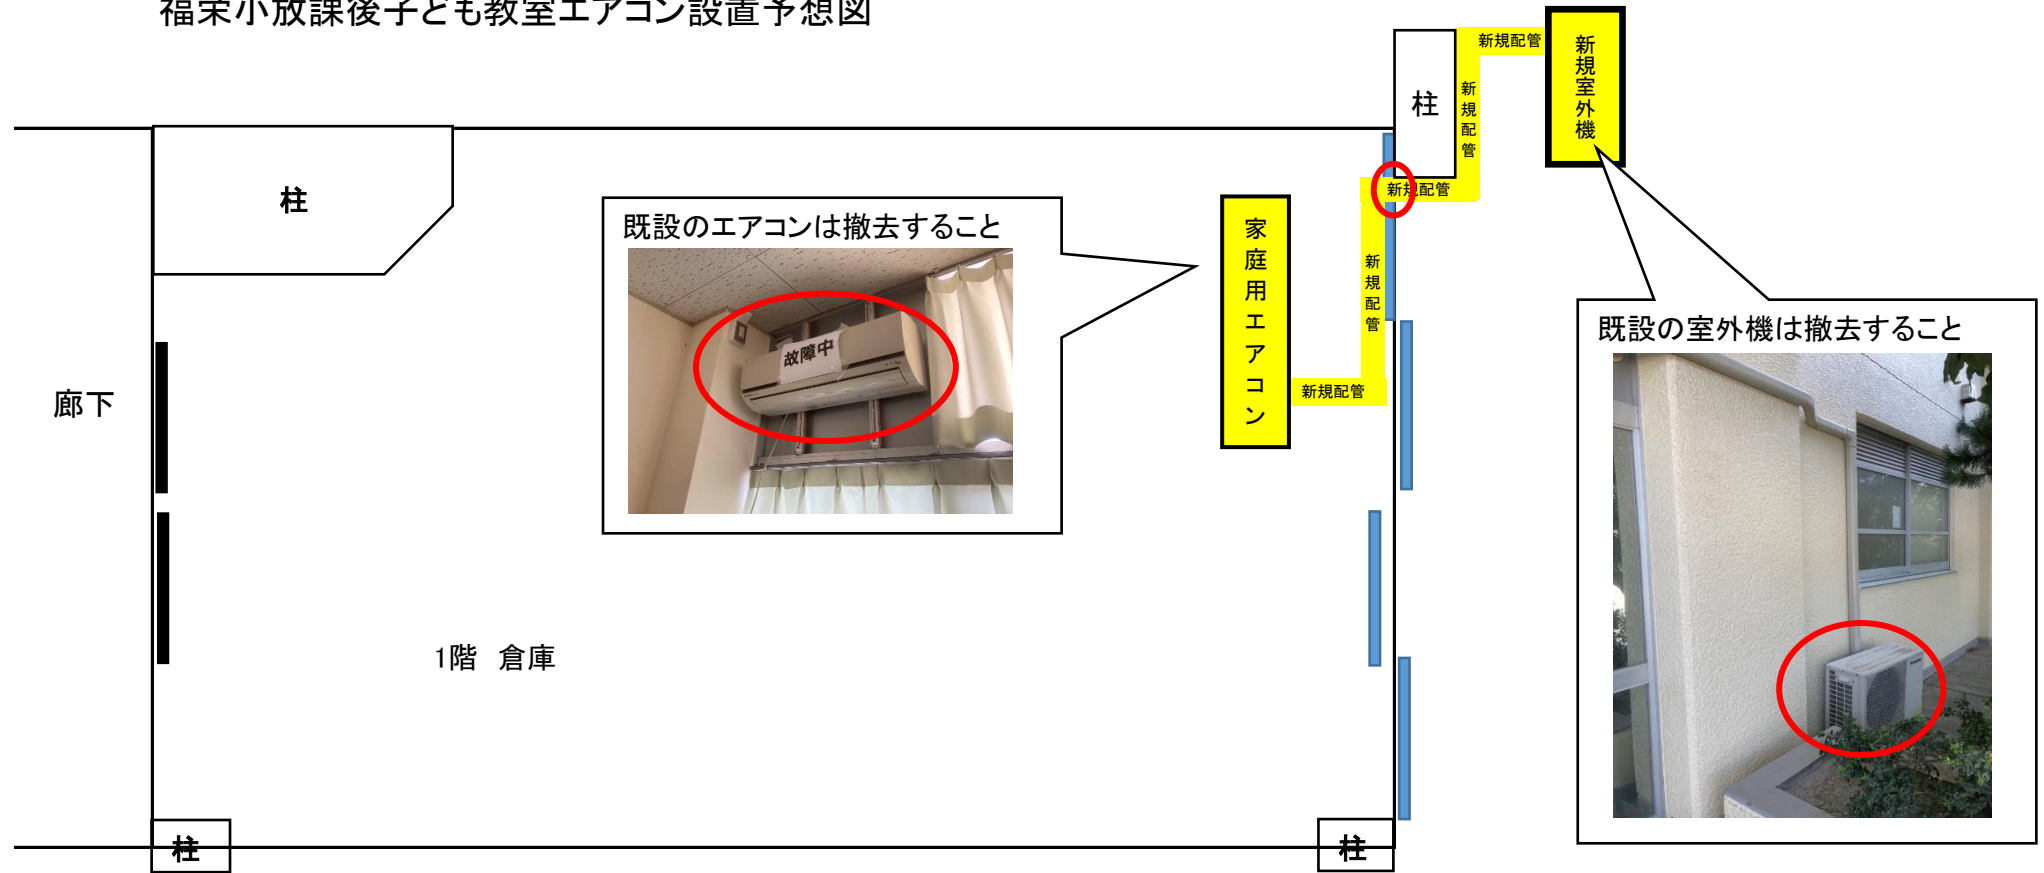 福栄小放課後子ども教室エアコン設置予想図
新規配管
新規室外機
柱
新規配管
柱
新規配管
既設のエアコンは撤去すること
故障中
家庭用エアコン
新規配管
新規配管
既設の室外機は撤去すること
廊下
1階 倉庫
柱
柱